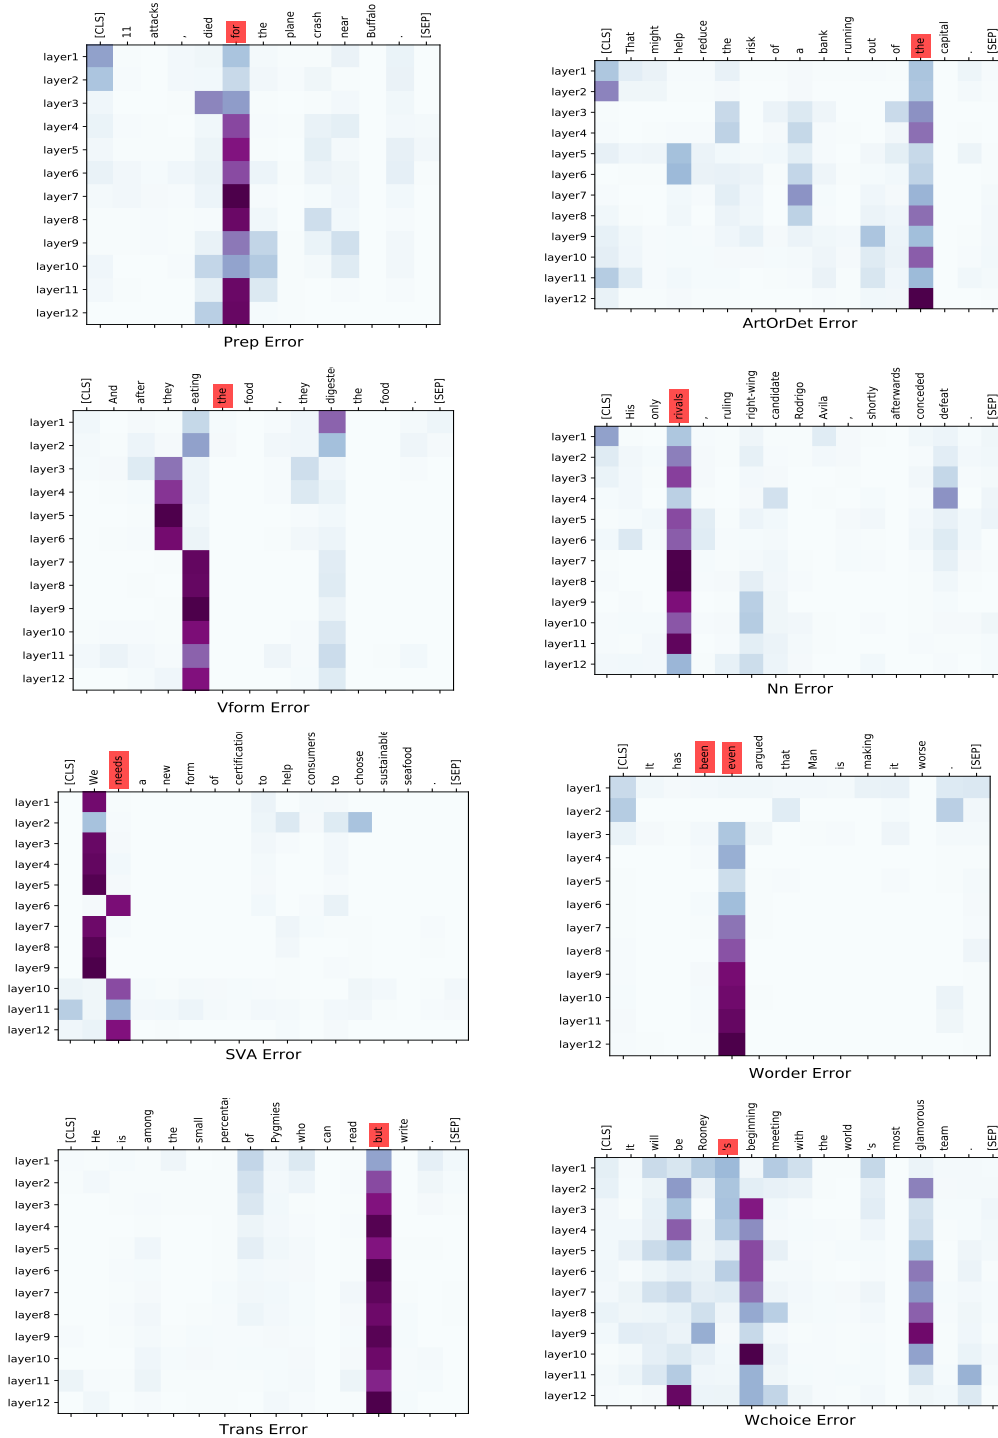 [CLS] 11 attacks , died for the plane crash near Buffalo . [SEP]
layer1
layer2
layer3
layer4
layer5
layer6
layer7
layer8
layer9
layer10
layer11
layer12
Prep Error
[CLS] That might help reduce the risk of a bank running out of the capital . [SEP]
layer1
layer2
layer3
layer4
layer5
layer6
layer7
layer8
layer9
layer10
layer11
layer12
ArtOrDet Error
[CLS] And after they eating the food , they digeste the food . [SEP]
layer1
layer2
layer3
layer4
layer5
layer6
layer7
layer8
layer9
layer10
layer11
layer12
Vform Error
[CLS] His only rivals , ruling right-wing candidate Rodrigo Avila , shortly afterwards conceded defeat . [SEP]
layer1
layer2
layer3
layer4
layer5
layer6
layer7
layer8
layer9
layer10
layer11
layer12
Nn Error
[CLS] We needs a new form of certificatio to help consumers to choose sustainable seafood . [SEP]
layer1
layer2
layer3
layer4
layer5
layer6
layer7
layer8
layer9
layer10
layer11
layer12
SVA Error
[CLS] It has been even argued that Man is making it worse . [SEP]
layer1
layer2
layer3
layer4
layer5
layer6
layer7
layer8
layer9
layer10
layer11
layer12
Worder Error
[CLS] He is among the small percenta of Pygmies who can read but write . [SEP]
layer1
layer2
layer3
layer4
layer5
layer6
layer7
layer8
layer9
layer10
layer11
layer12
Trans Error
[CLS] It will be Rooney 's beginning meeting with the world 's most glamorous team . [SEP]
layer1
layer2
layer3
layer4
layer5
layer6
layer7
layer8
layer9
layer10
layer11
layer12
Wchoice Error